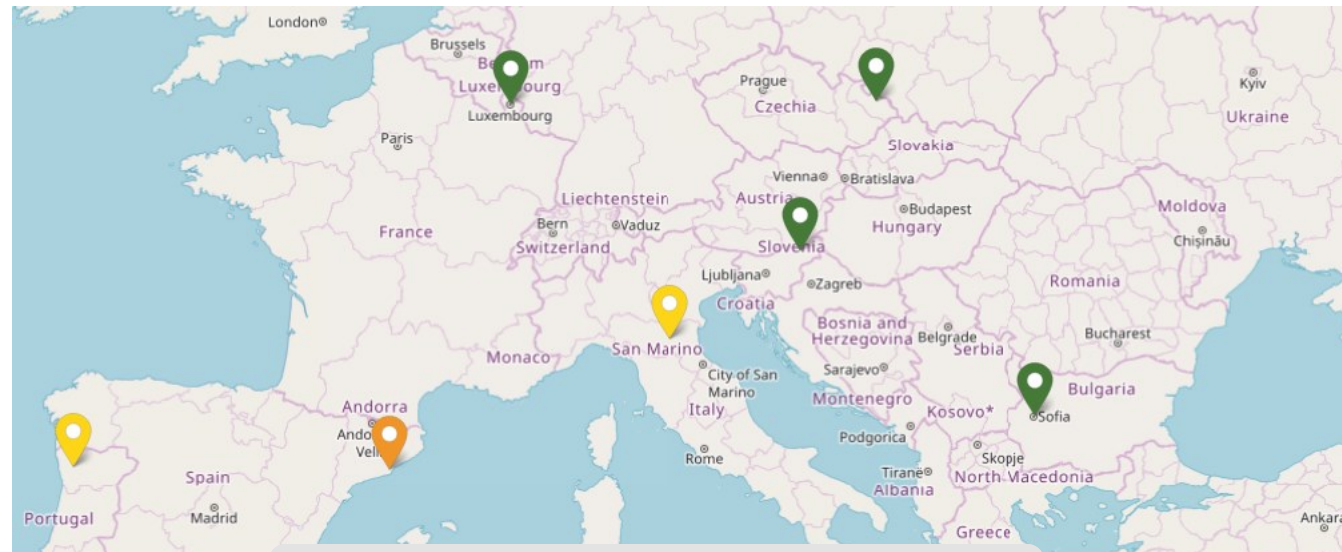 London
Brussels
Luxembourg
Luxembourg
Paris
Prague
Czechia
Kyiv
Ukraine
Slovakia
Vienna
Bratislava
Austria
Liechtenstein
Bern
Vaduz
Switzerland
France
Budapest
Hungary
Moldova
Chișinău
Slovenia
Ljubljana
Zagreb
Croatia
Romania
Bosnia and
Herzegovina
Belgrade
Serbia
Bucharest
Monaco
San Marino
City of San
Marino
Sarajevo
Montenegro
Kosovo*
Bulgaria
Sofia
Italy
Andorra
Rome
Podgorica
Skopje
North Macedonia
Tiranë
Albania
Spain
Madrid
Portugal
Greece
Ankara